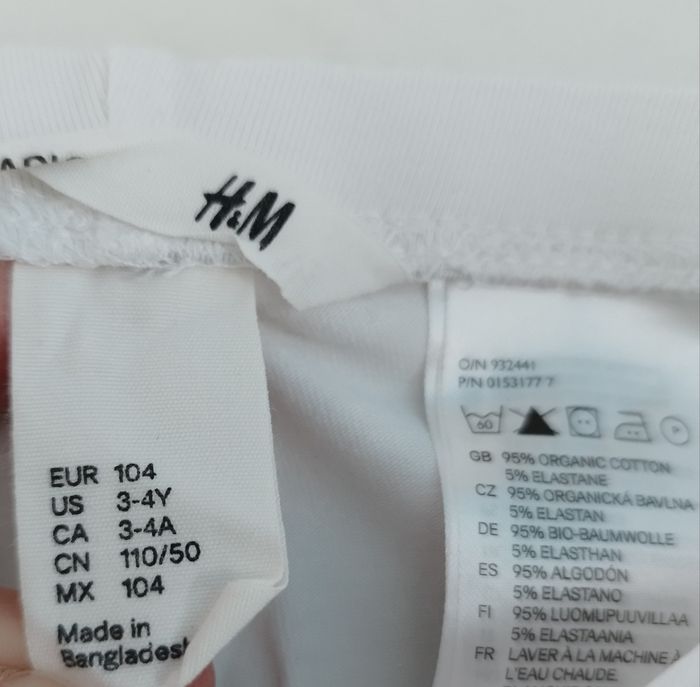 H&M
EUR 104
US 3-4Y
CA 3-4A
CN 110/50
MX 104
Made in
Bangladesh
O/N 932441
P/N 0153177 7
60
GB 95% ORGANIC COTTON
5% ELASTANE
CZ 95% ORGANICKÁ BAVLNA
5% ELASTAN
DE 95% BIO-BAUMWOLLE
5% ELASTHAN
ES 95% ALGODÓN
5% ELASTANO
FI 95% LUOMUPUUVILLAA
5% ELASTAANIA
FR LAVER À LA MACHINE À
L'EAU CHAUDE.